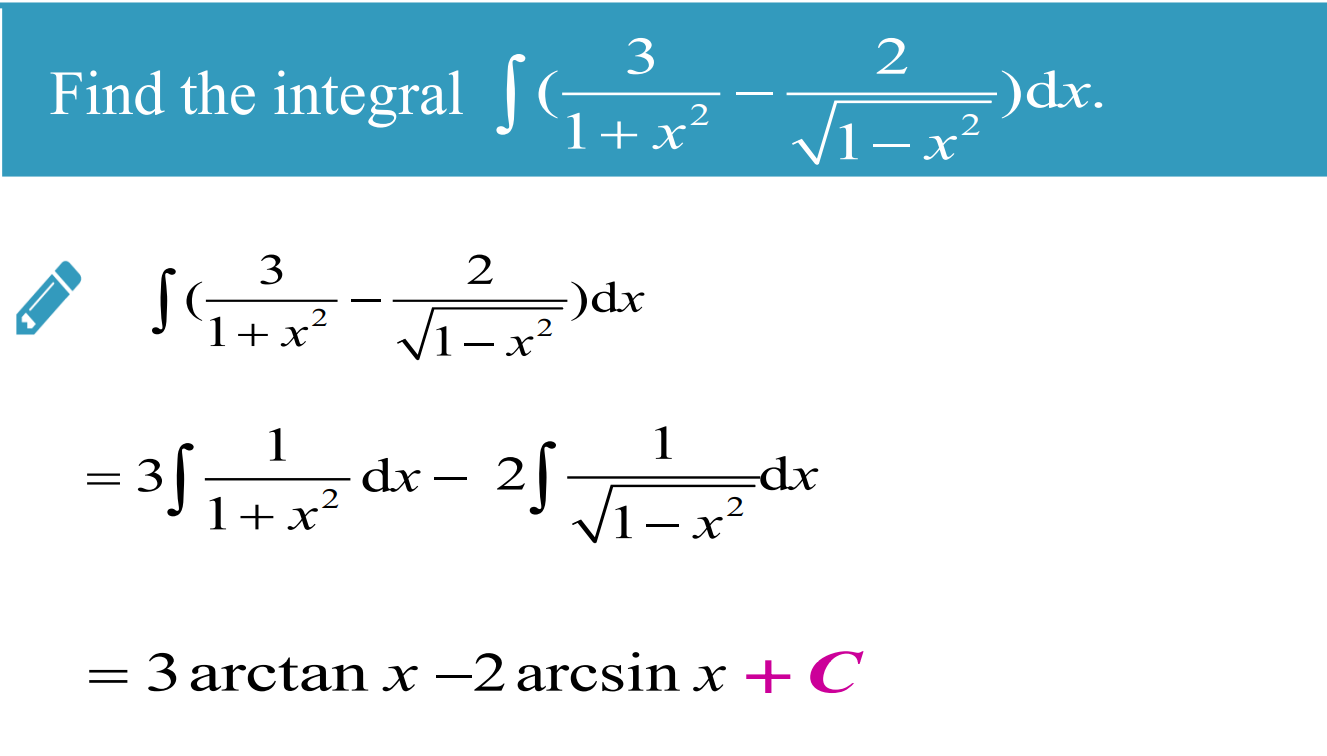 Find the integral ∫(3/(1 + x²) − 2/√(1 − x²))dx.
∫(3/(1 + x²) − 2/√(1 − x²))dx
= 3∫ 1/(1 + x²) dx − 2∫ 1/√(1 − x²) dx
= 3 arctan x −2 arcsin x + C